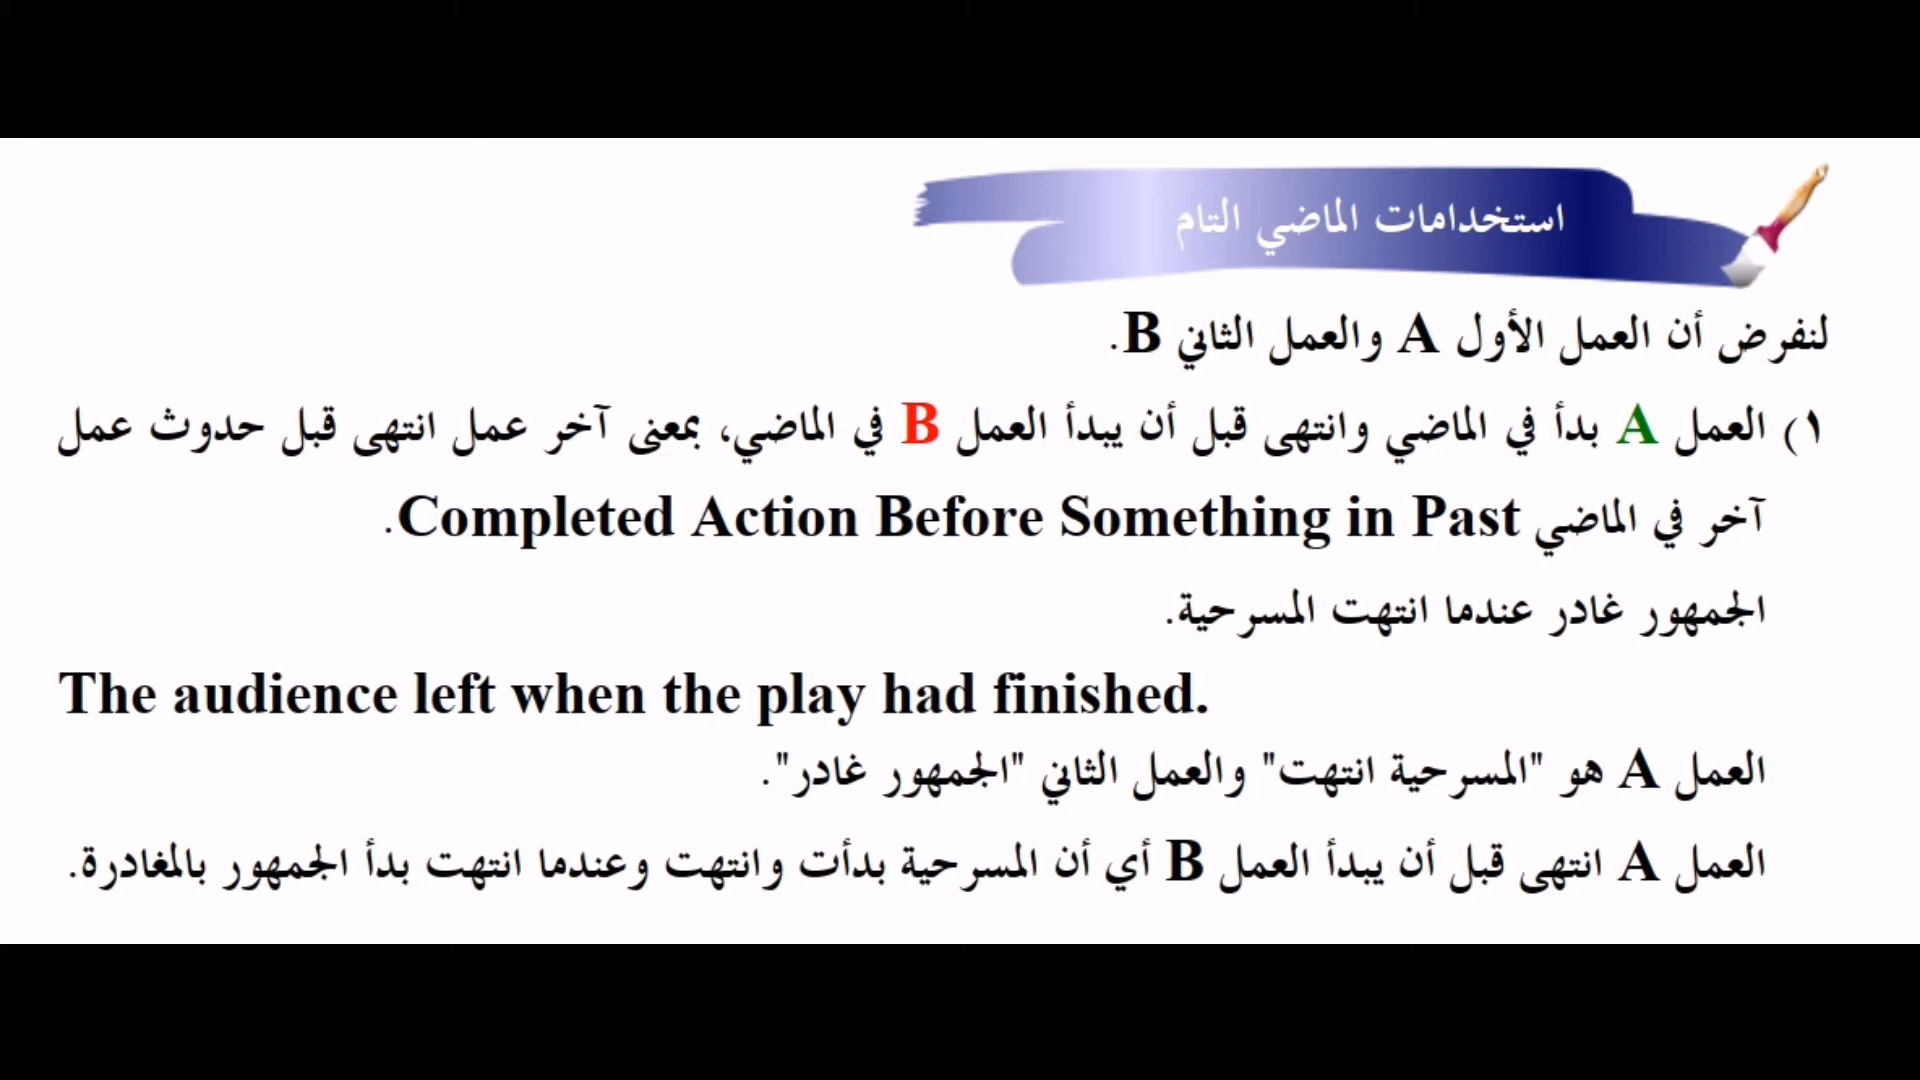 استخدامات الماضي التام
لنفرض أن العمل الأول A والعمل الثاني B.
١) العمل A بدأ في الماضي وانتهى قبل أن يبدأ العمل B في الماضي، بمعنى آخر عمل انتهى قبل حدوث عمل
آخر في الماضي Completed Action Before Something in Past.
الجمهور غادر عندما انتهت المسرحية.
The audience left when the play had finished.
العمل A هو "المسرحية انتهت" والعمل الثاني "الجمهور غادر".
العمل A انتهى قبل أن يبدأ العمل B أي أن المسرحية بدأت وانتهت وعندما انتهت بدأ الجمهور بالمغادرة.